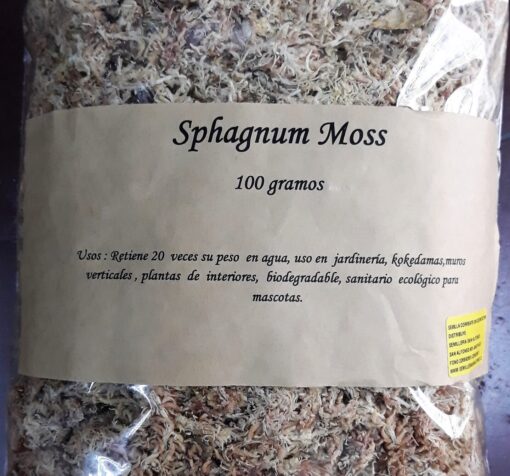 Sphagnum Moss
100 gramos
Usos : Retiene 20 veces su peso en agua, uso en jardinería, kokedamas,muros
verticales , plantas de interiores, biodegradable, sanitario ecológico para
mascotas.
DISTRIBUYE